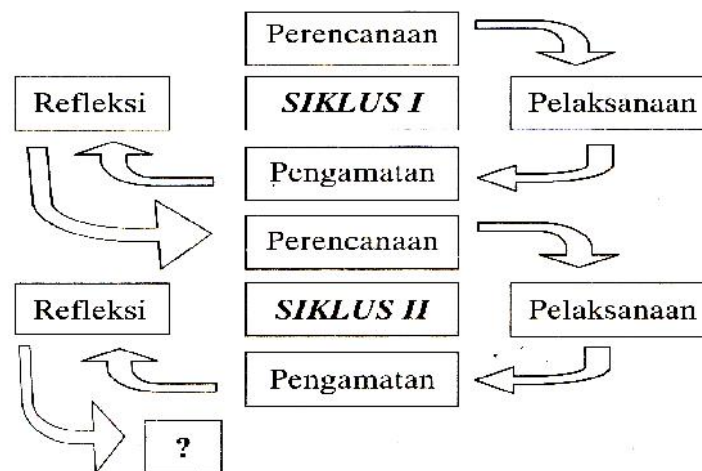 Perencanaan
Refleksi
SIKLUS I
Pelaksanaan
Pengamatan
Perencanaan
Refleksi
SIKLUS II
Pelaksanaan
Pengamatan
?